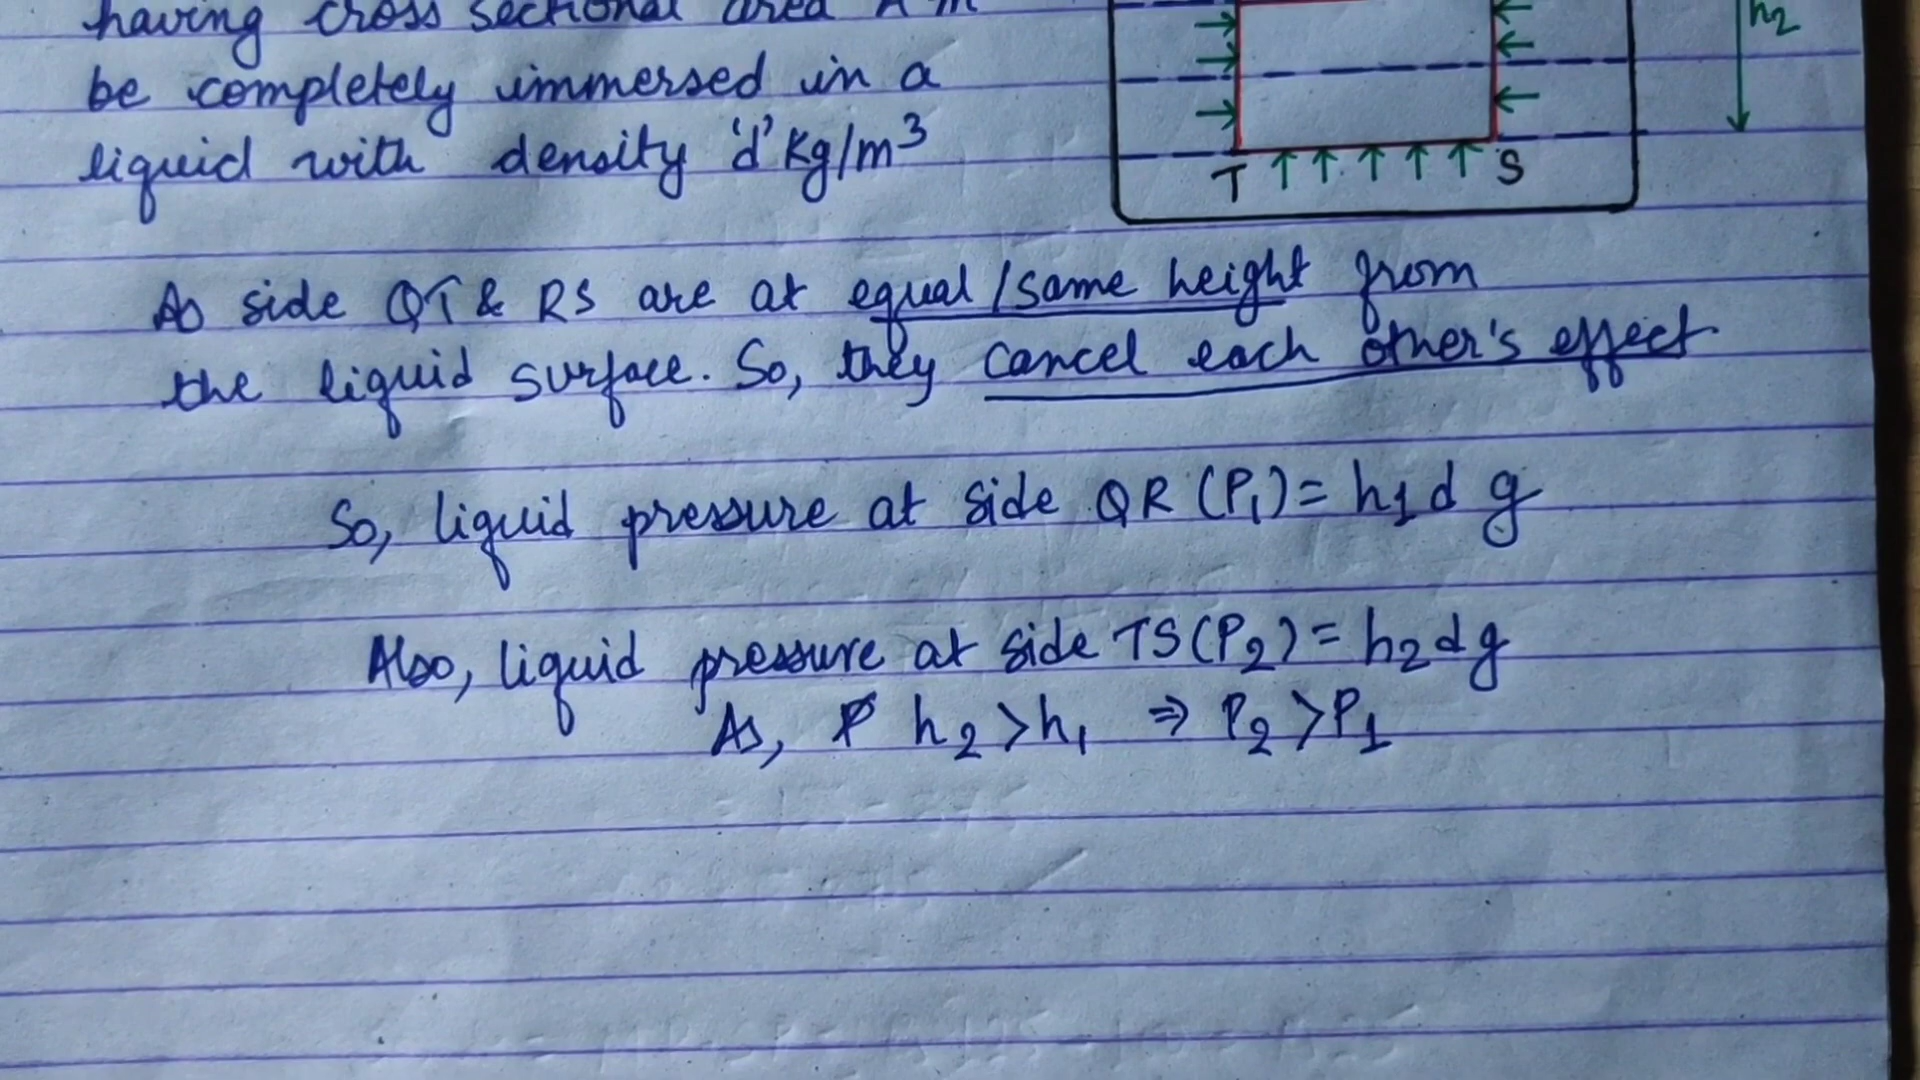 having cross sectional area A m
be completely immersed in a
liquid with density 'd' Kg/m³
h₂
T
S
As side QT & RS are at equal/same height from
the liquid surface. So, they cancel each other's effect
So, liquid pressure at side QR (P₁) = h₁ d g
Also, liquid pressure at side TS (P₂) = h₂ d g
As, h₂ > h₁ ⇒ P₂ > P₁